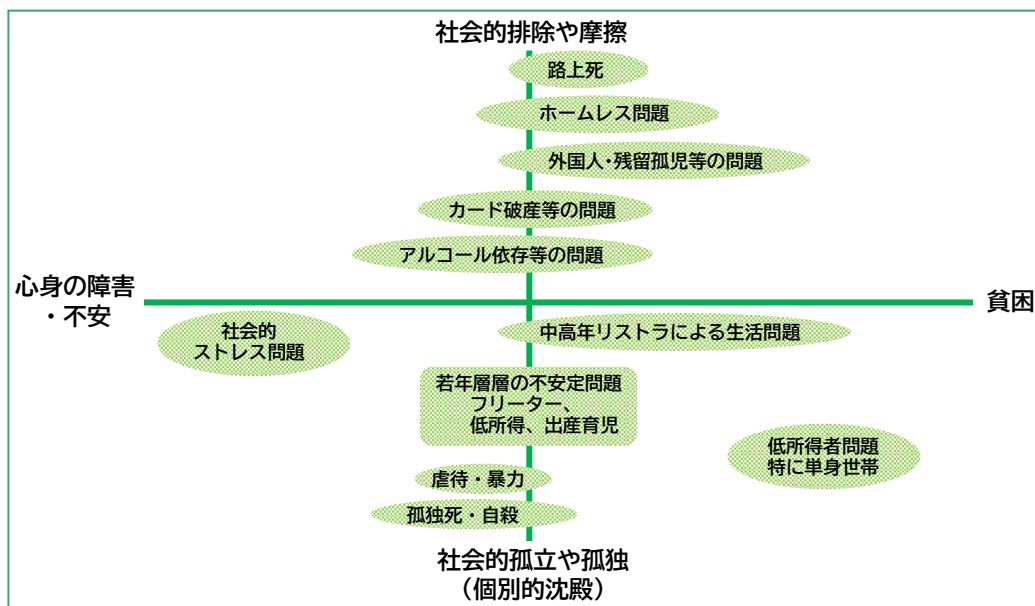 社会的排除や摩擦
路上死
ホームレス問題
外国人･残留孤児等の問題
カード破産等の問題
アルコール依存等の問題
心身の障害
・不安
貧困
社会的
ストレス問題
中高年リストラによる生活問題
若年層層の不安定問題
フリーター、
低所得、出産育児
低所得者問題
特に単身世帯
虐待・暴力
孤独死・自殺
社会的孤立や孤独
（個別的沈殿）